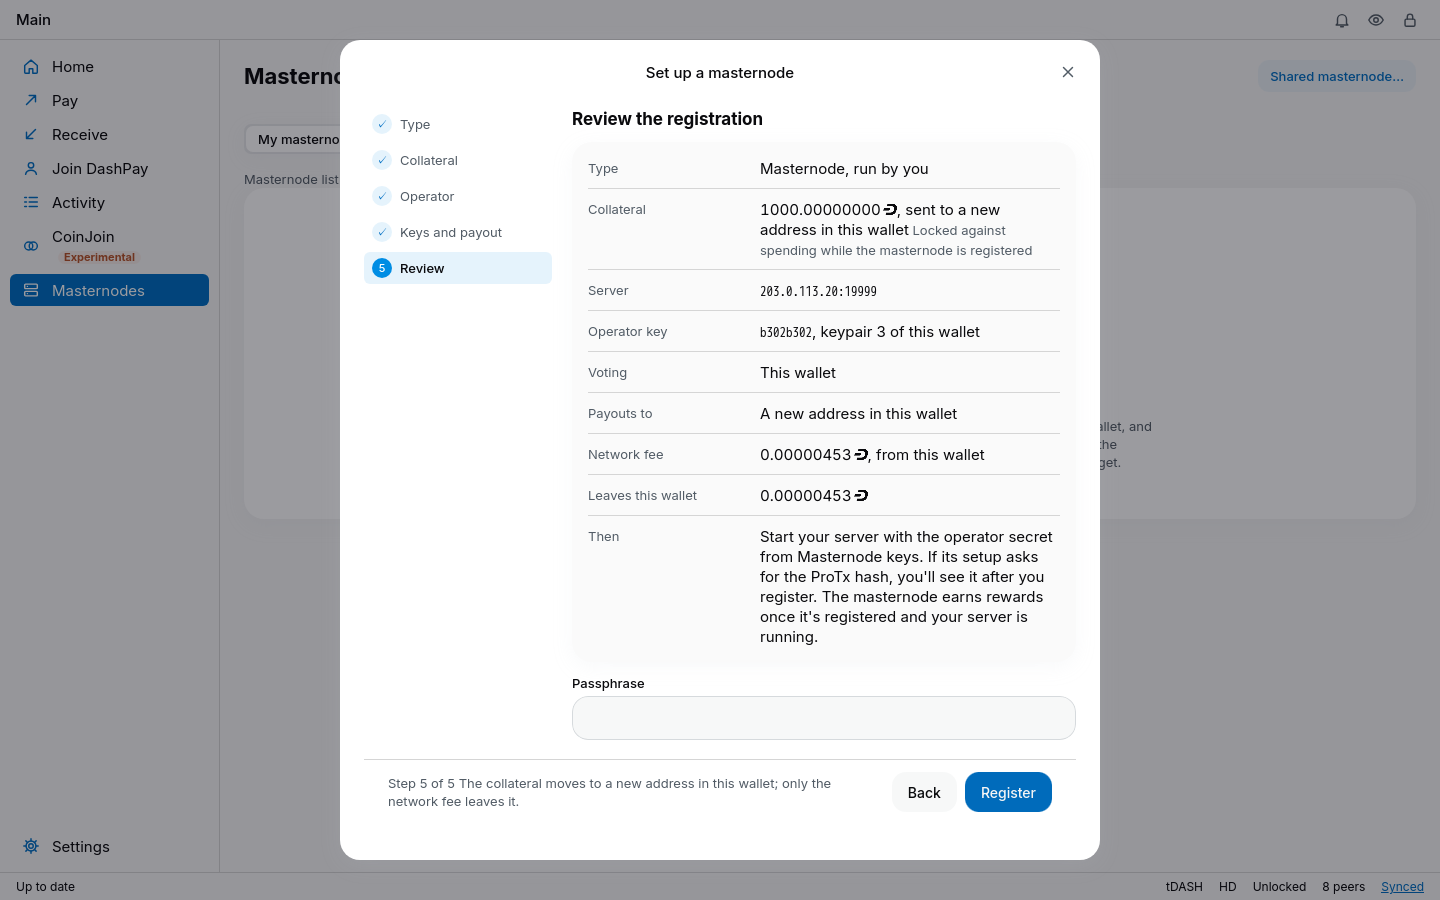 Main
Home
Pay
Receive
Join DashPay
Activity
CoinJoin
Experimental
Masternodes
Settings
Masterno
Shared masternode...
My masterno
Masternode list
allet, and
the
get.
Set up a masternode
Type
Collateral
Operator
Keys and payout
5 Review
Review the registration
Type Masternode, run by you
Collateral 1000.00000000, sent to a new
address in this wallet Locked against
spending while the masternode is registered
Server 203.0.113.20:19999
Operator key b302b302, keypair 3 of this wallet
Voting This wallet
Payouts to A new address in this wallet
Network fee 0.00000453, from this wallet
Leaves this wallet 0.00000453
Then Start your server with the operator secret
from Masternode keys. If its setup asks
for the ProTx hash, you'll see it after you
register. The masternode earns rewards
once it's registered and your server is
running.
Passphrase
Step 5 of 5 The collateral moves to a new address in this wallet; only the
network fee leaves it.
Back
Register
Up to date
tDASH HD Unlocked 8 peers Synced